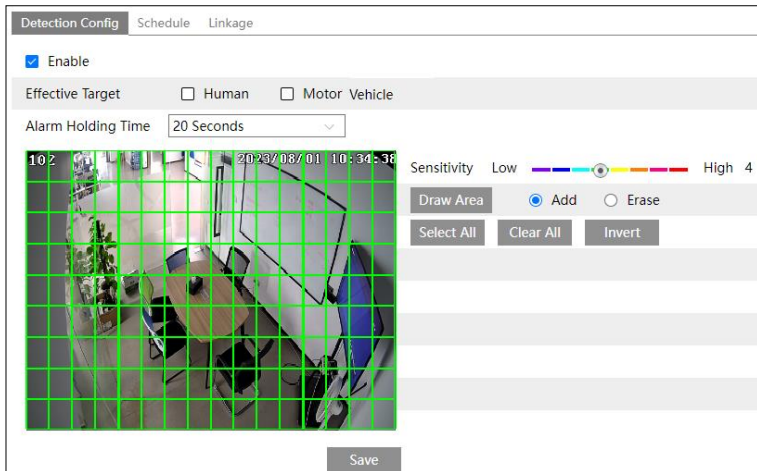 Detection Config Schedule Linkage
Enable
Effective Target Human Motor Vehicle
Alarm Holding Time 20 Seconds
102 2023/08/01 10:34:38
Sensitivity Low High 4
Draw Area Add Erase
Select All Clear All Invert
Save